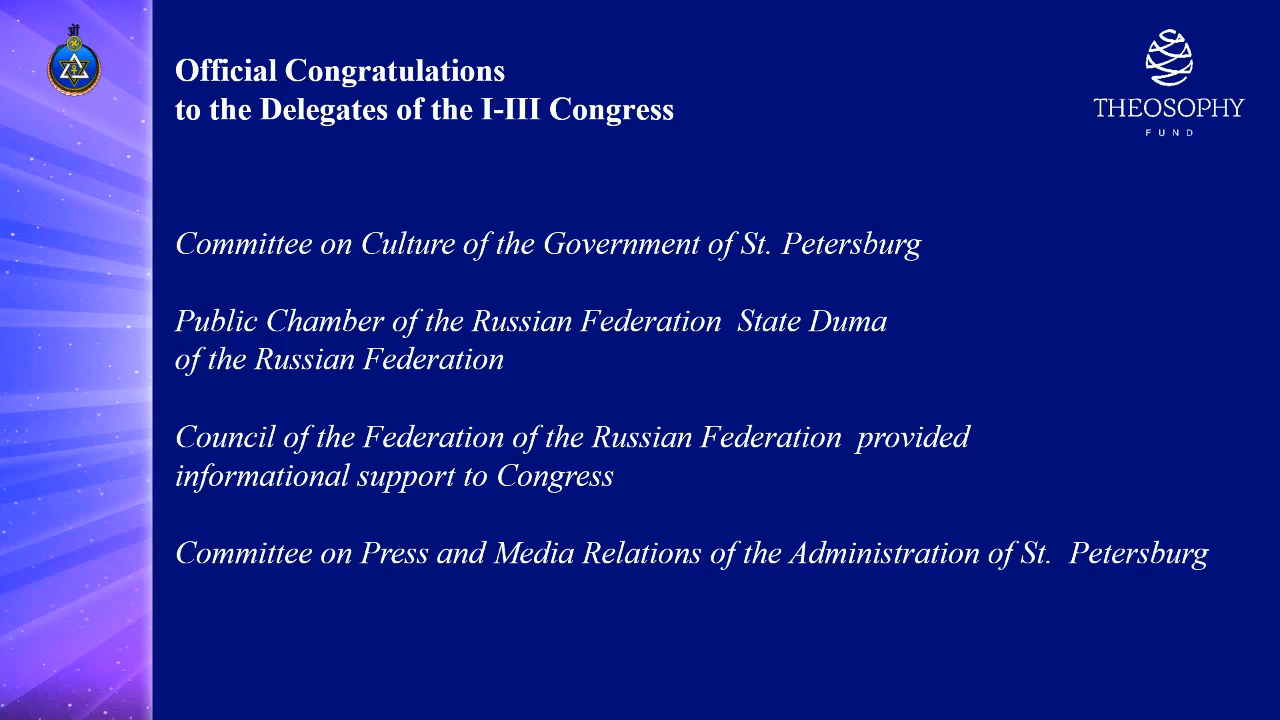 ओं
Official Congratulations
to the Delegates of the I-III Congress
THEOSOPHY
FUND
Committee on Culture of the Government of St. Petersburg
Public Chamber of the Russian Federation  State Duma
of the Russian Federation
Council of the Federation of the Russian Federation  provided
informational support to Congress
Committee on Press and Media Relations of the Administration of St.  Petersburg